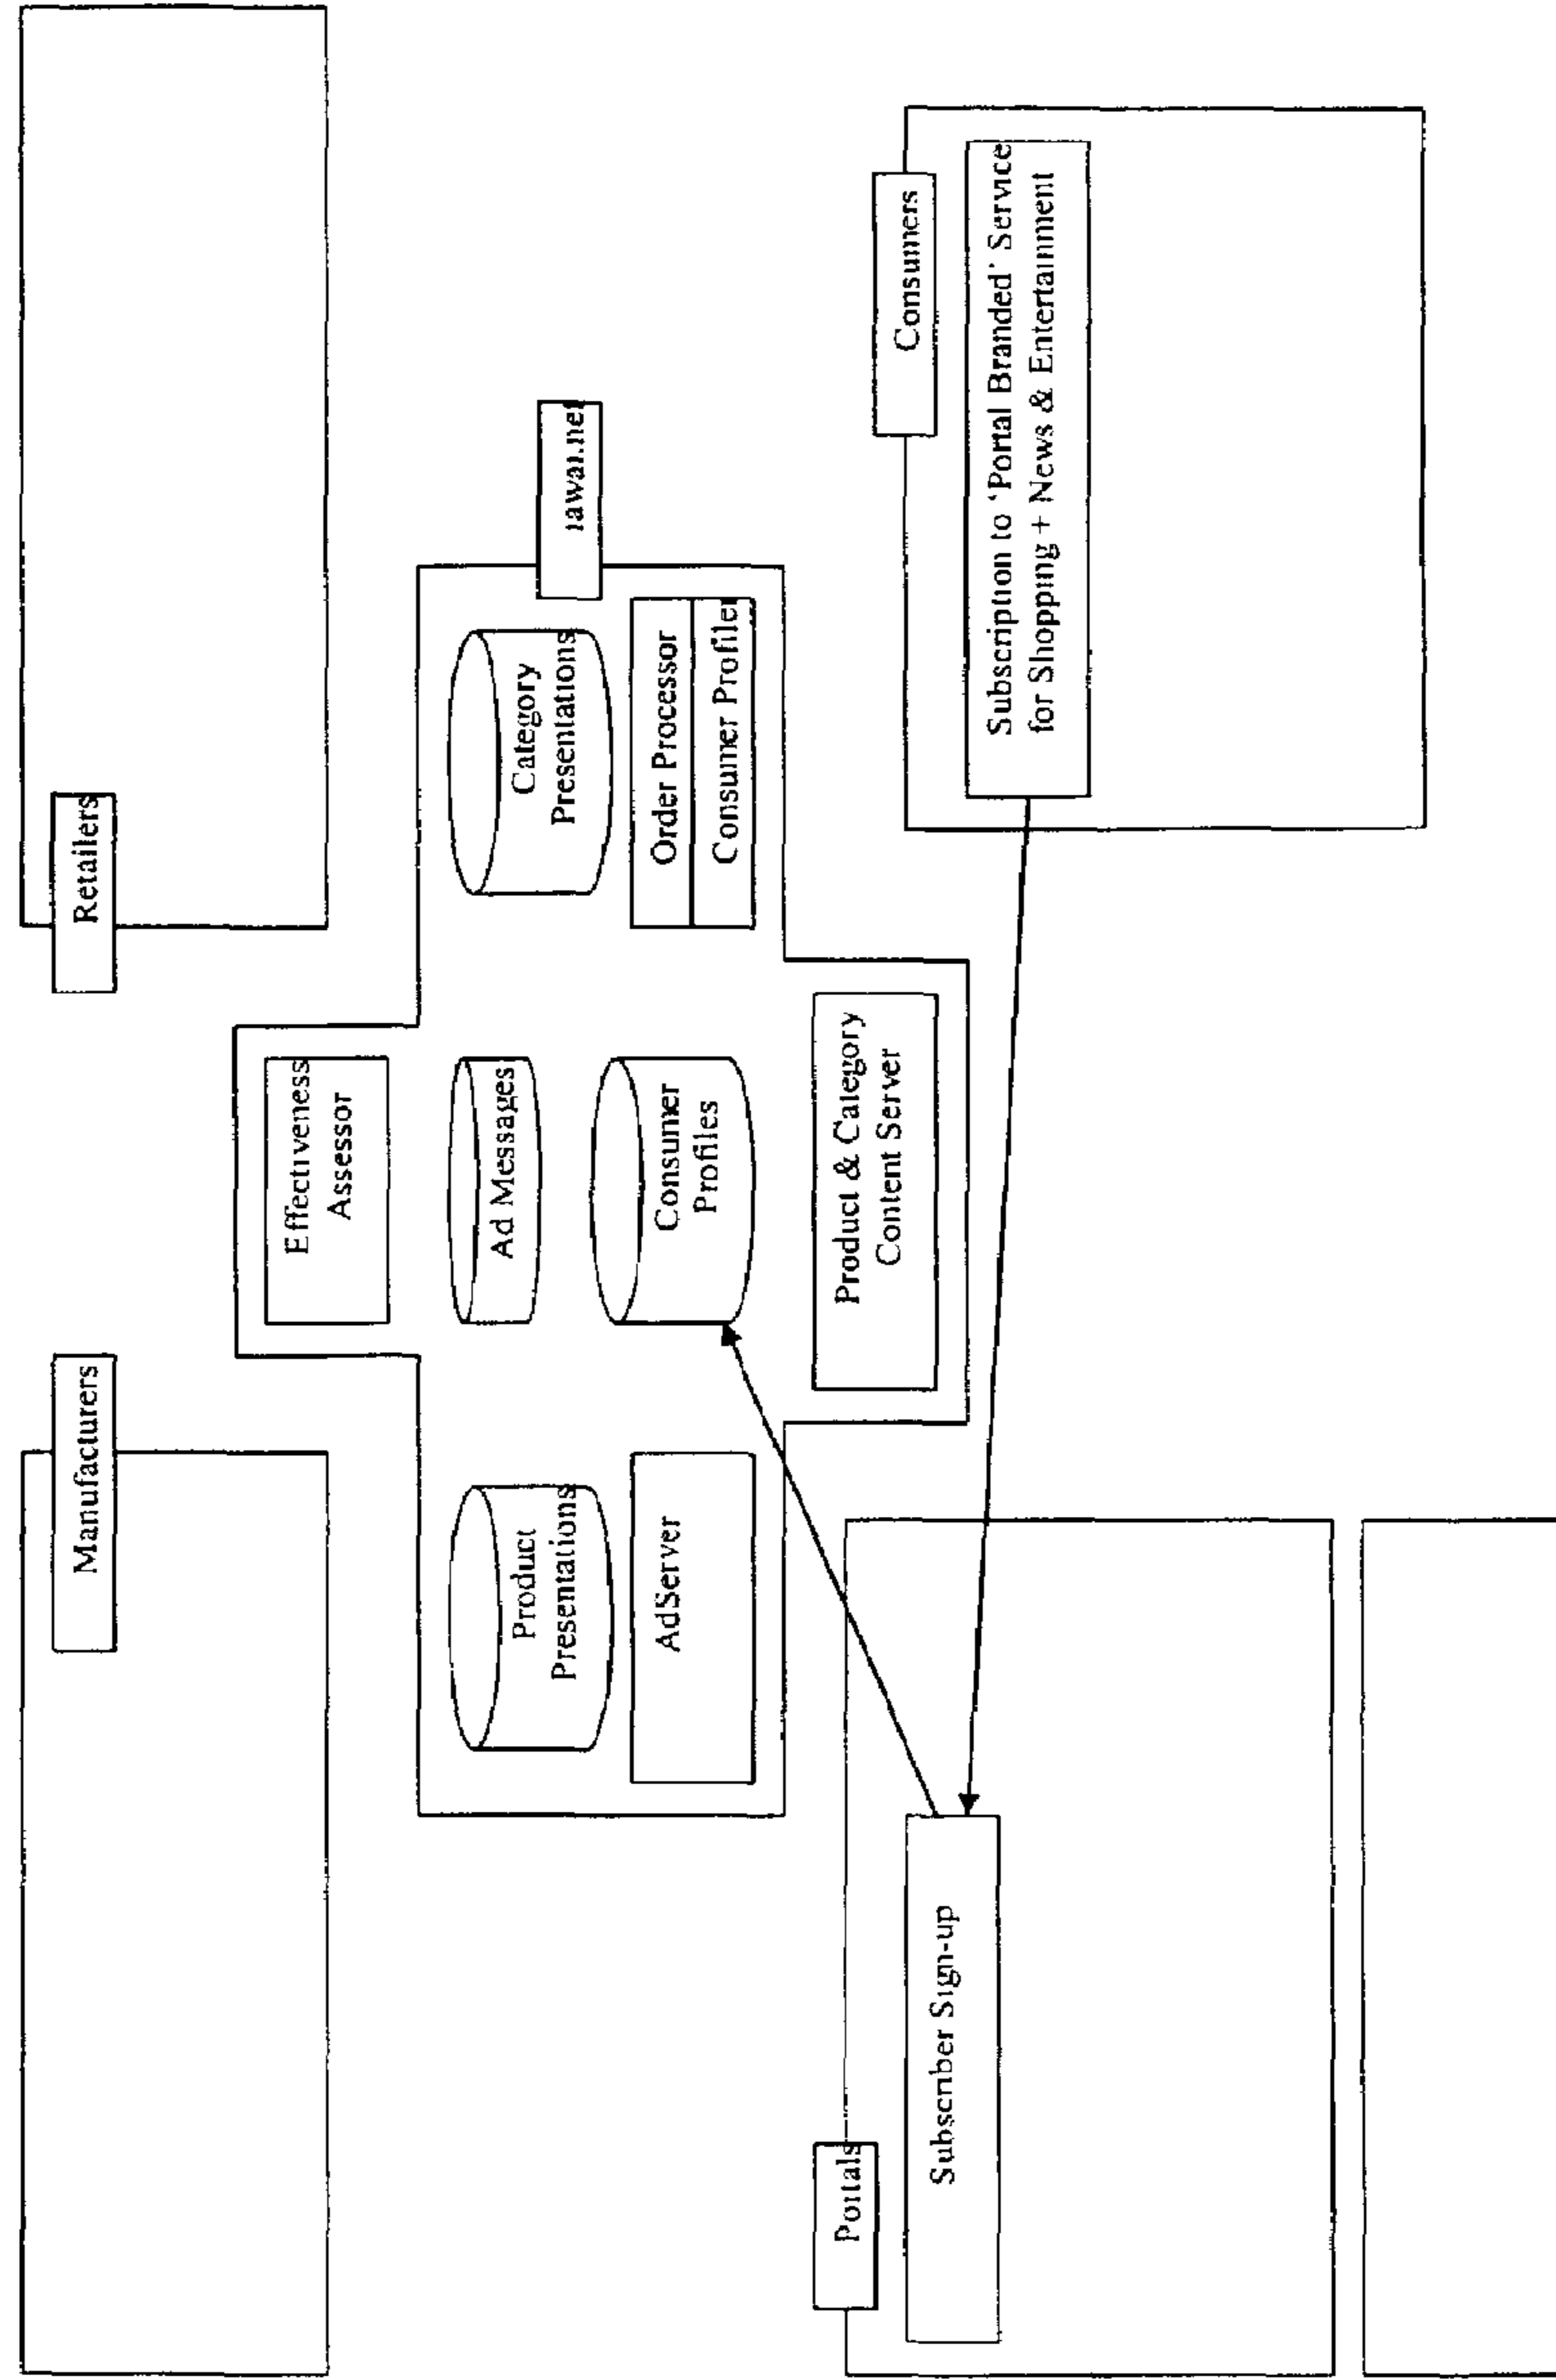 Manufacturers
Retailers
Effectiveness
Assessor
Product
Presentations
Ad Messages
Category
Presentations
AdServer
Consumer
Profiles
Order Processor
Consumer Profiler
Product & Category
Content Server
Portals
Subscriber Sign-up
Consumers
Subscription to ‘Portal Branded’ Service
for Shopping + News & Entertainment